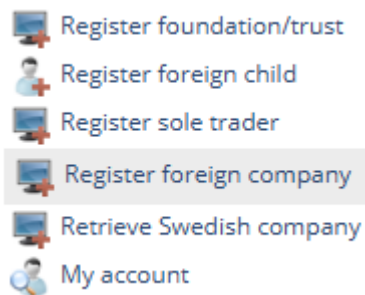 Register foundation/trust
Register foreign child
Register sole trader
Register foreign company
Retrieve Swedish company
My account